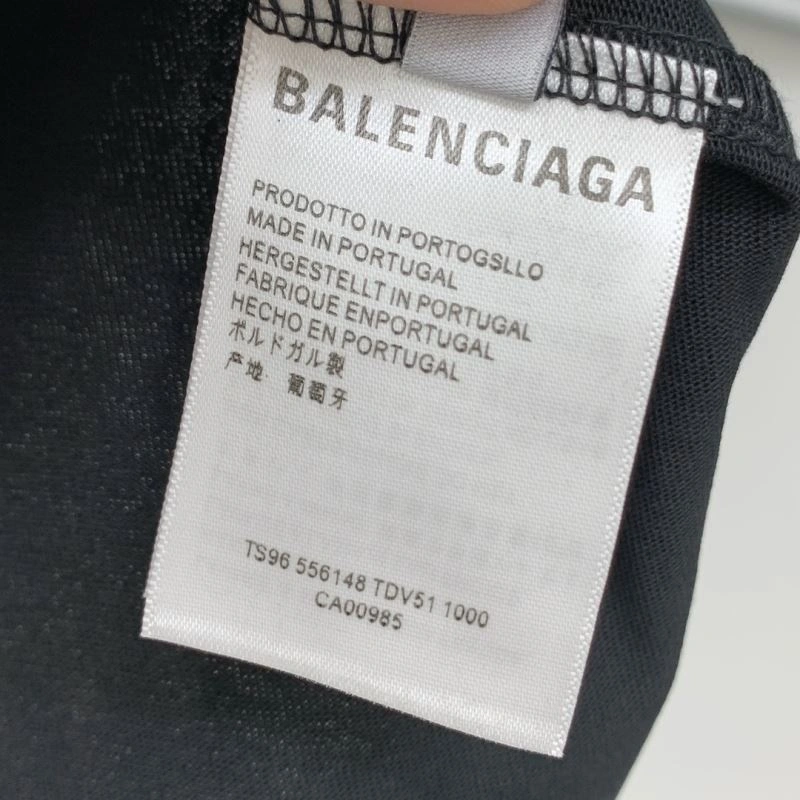 BALENCIAGA
PRODOTTO IN PORTOGSLLO
MADE IN PORTUGAL
HERGESTELLT IN PORTUGAL
FABRIQUE ENPORTUGAL
HECHO EN PORTUGAL
ポルドガル製
产地 葡萄牙
TS96 556148 TDV51 1000
CA00985